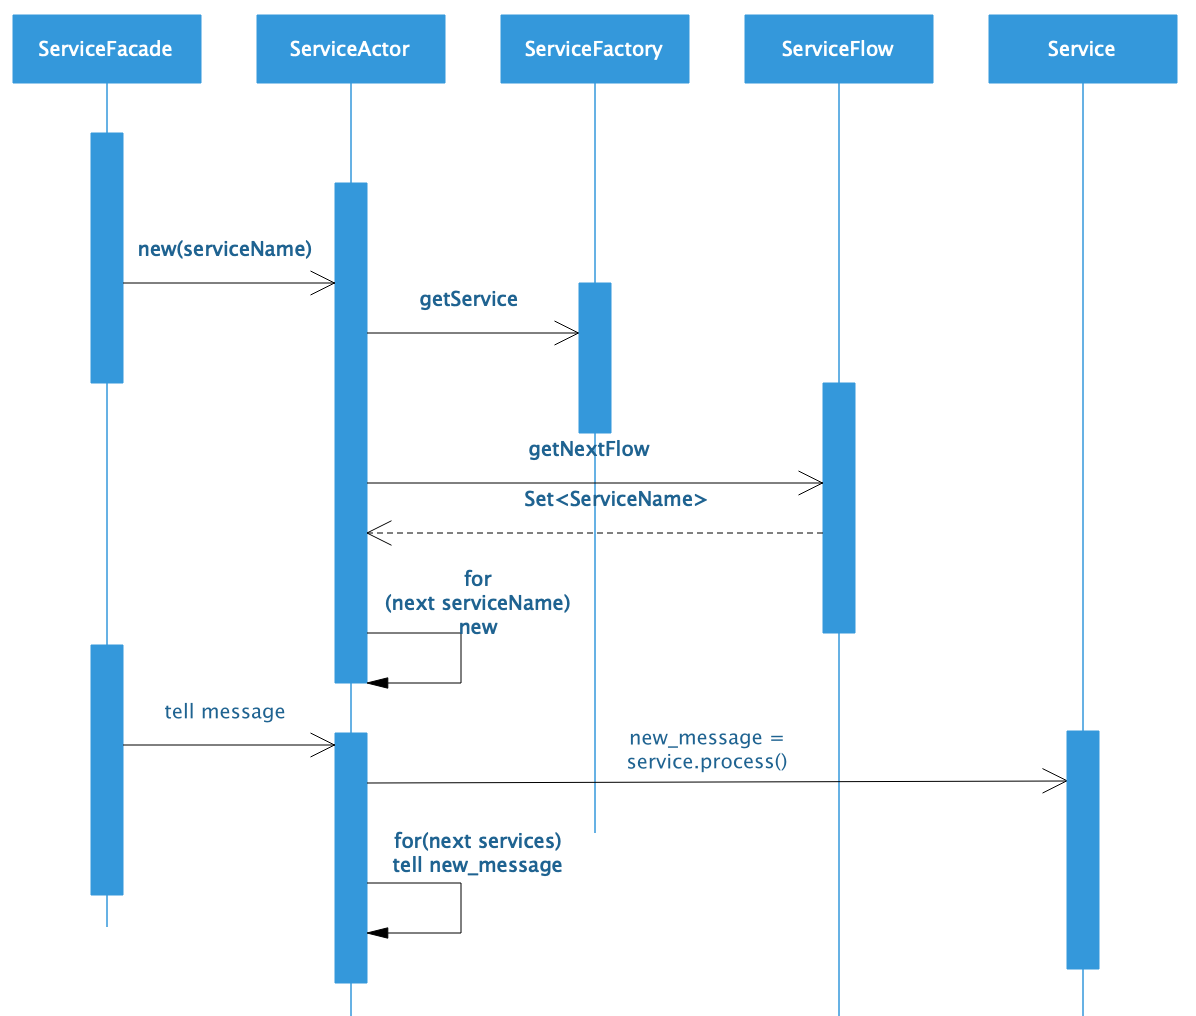 ServiceFacade
ServiceActor
ServiceFactory
ServiceFlow
Service
new(serviceName)
getService
getNextFlow
Set<ServiceName>
for
(next serviceName)
new
tell message
new_message =
service.process()
for(next services)
tell new_message